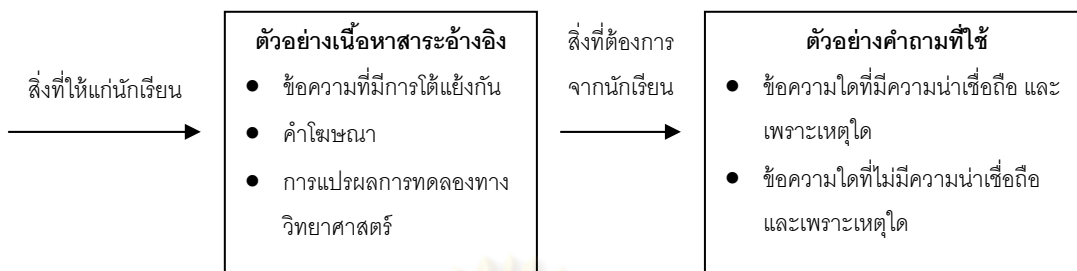 สิ่งที่ให้แก่นักเรียน
ตัวอย่างเนื้อหาสาระอ้างอิง
● ข้อความที่มีการโต้แย้งกัน
● คำโฆษณา
● การแปรผลการทดลองทาง
วิทยาศาสตร์
สิ่งที่ต้องการ
จากนักเรียน
ตัวอย่างคำถามที่ใช้
● ข้อความใดที่มีความน่าเชื่อถือ และ
เพราะเหตุใด
● ข้อความใดที่ไม่มีความน่าเชื่อถือ
และเพราะเหตุใด